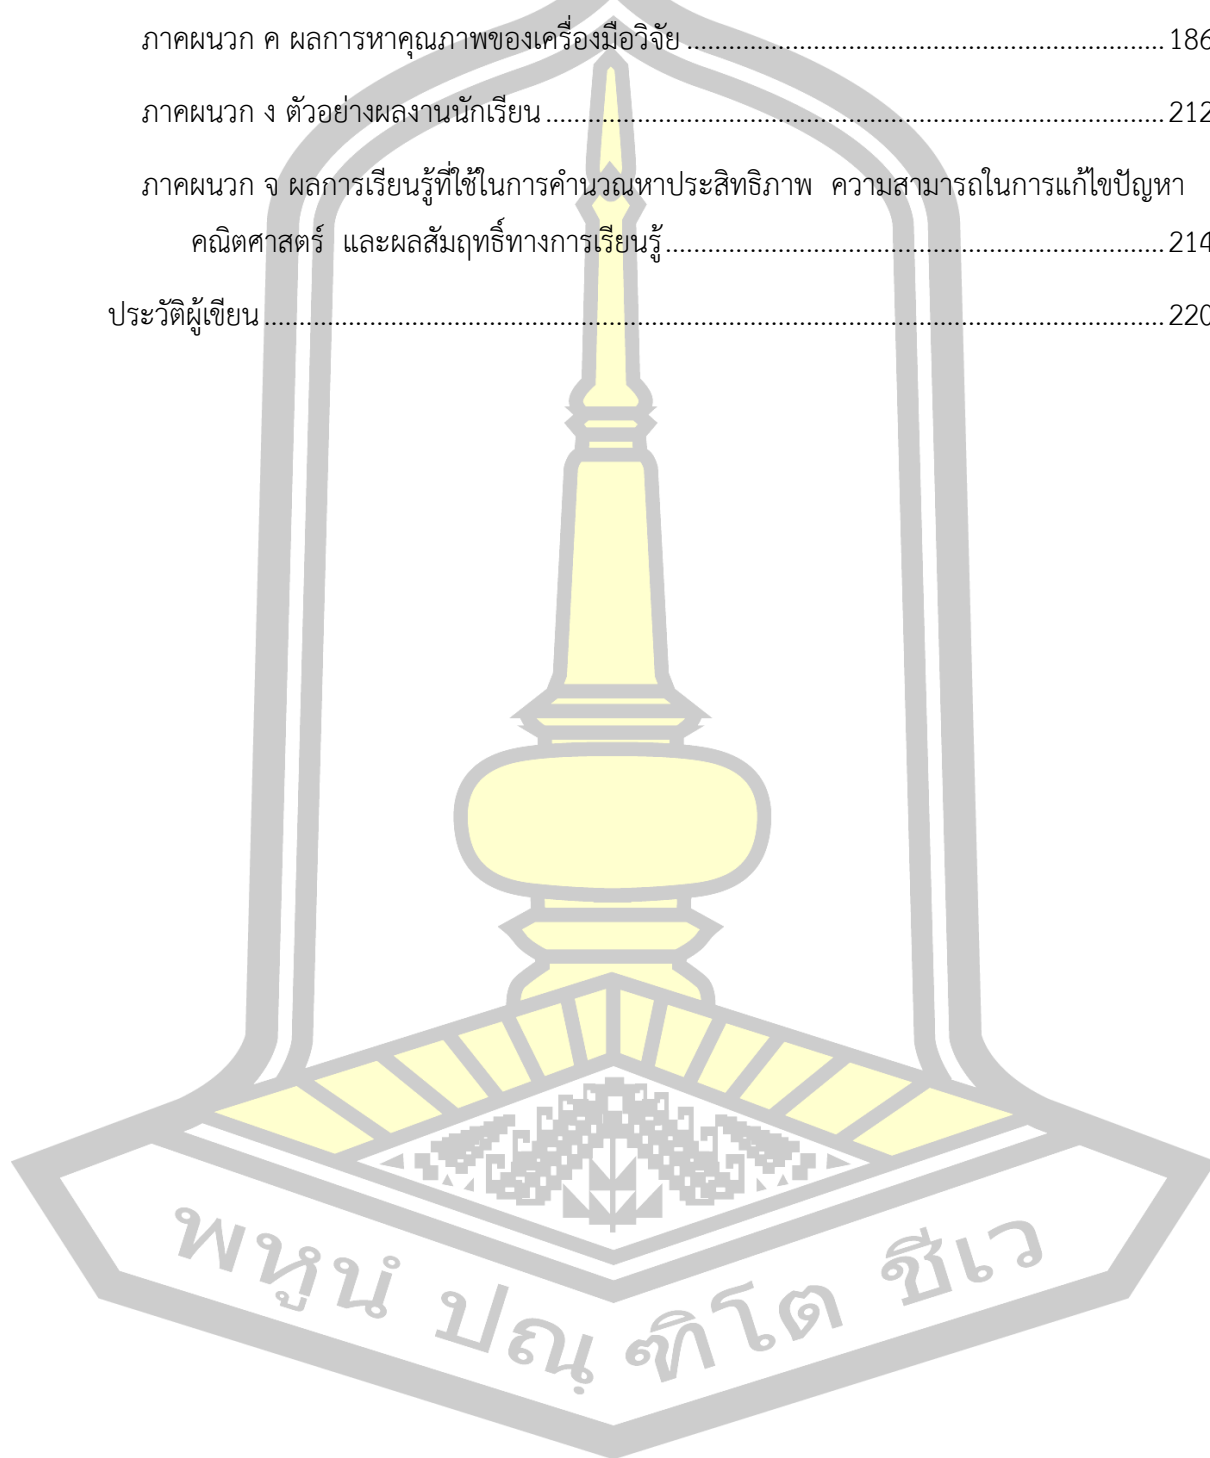 ภาคผนวก ค ผลการหาคุณภาพของเครื่องมือวิจัย ........................................................................ 186
ภาคผนวก ง ตัวอย่างผลงานนักเรียน ........................................................................ 212
ภาคผนวก จ ผลการเรียนรู้ที่ใช้ในการคำนวณหาประสิทธิภาพ ความสามารถในการแก้ไขปัญหา
คณิตศาสตร์ และผลสัมฤทธิ์ทางการเรียนรู้ ........................................................................ 214
ประวัติผู้เขียน ........................................................................ 220
พหูนํ ปณฺฑิโต ชีเว